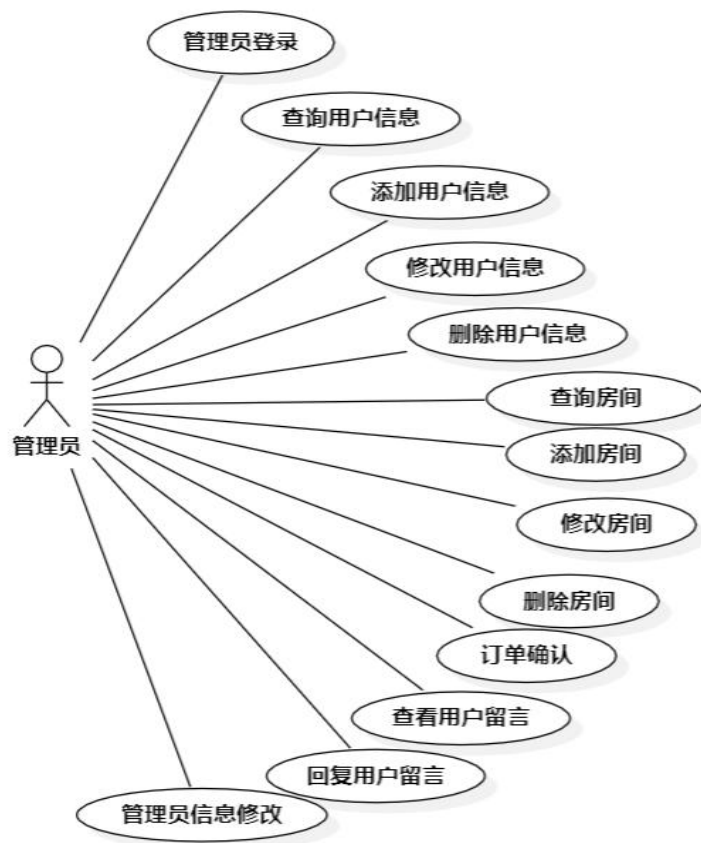 管理员登录
查询用户信息
添加用户信息
修改用户信息
删除用户信息
查询房间
管理员
添加房间
修改房间
删除房间
订单确认
查看用户留言
回复用户留言
管理员信息修改